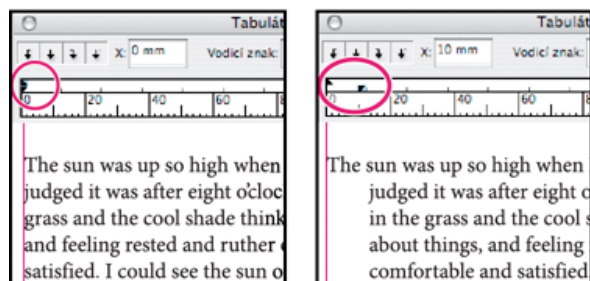 Tabulát
X: 0 mm Vodicí znak:
0 20 40 60 8
The sun was up so high when
judged it was after eight o'cloc
grass and the cool shade think
and feeling rested and ruther
satisfied. I could see the sun o
Tabulát
X: 10 mm Vodicí znak:
0 20 40 60 8
The sun was up so high when
judged it was after eight o
in the grass and the cool s
about things, and feeling
comfortable and satisfied.